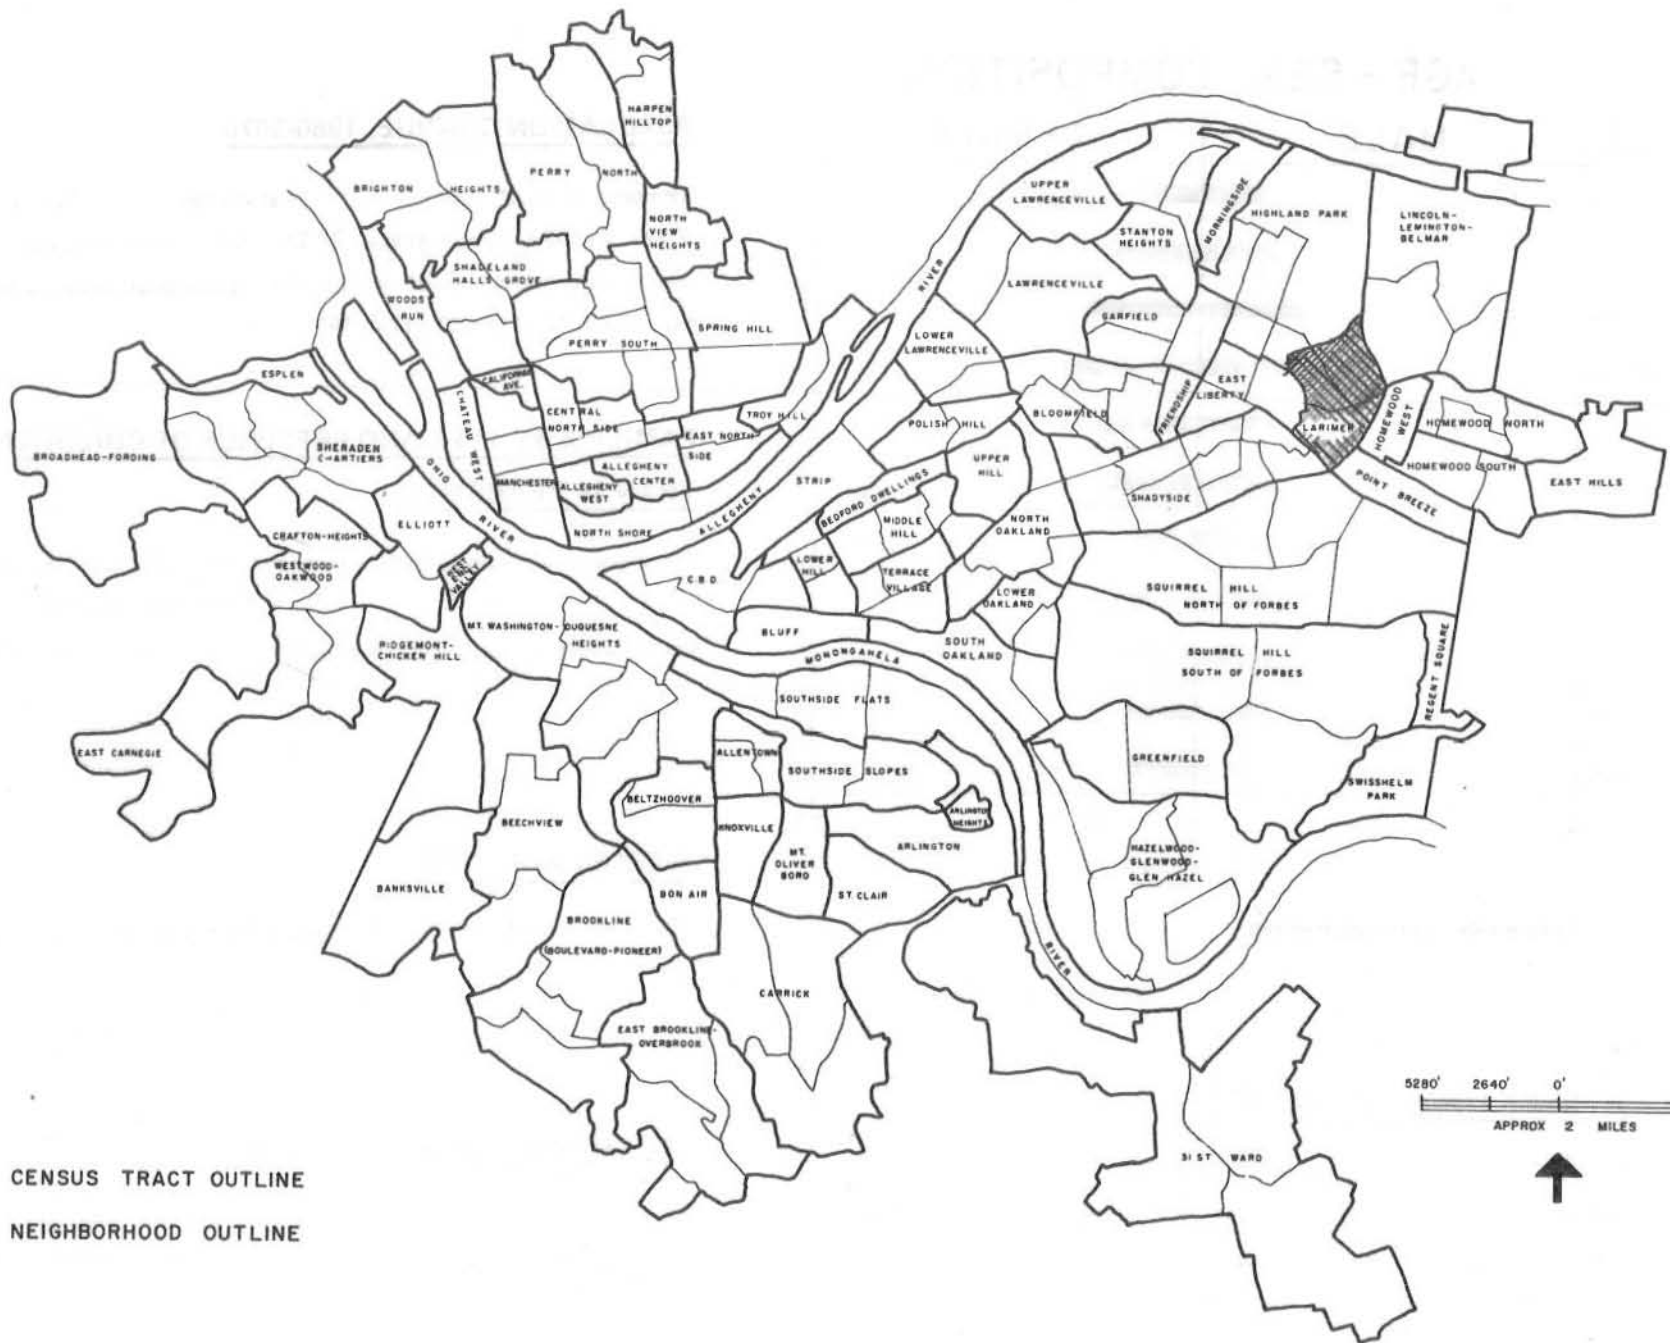 HARPEN
HILLTOP
PERRY NORTH
BRIGHTON HEIGHTS
NORTH
VIEW
HEIGHTS
SHADELAND
HALLS GROVE
WOODS
RUN
SPRING HILL
PERRY SOUTH
CALIFORNIA
AVE.
ESPLEN
CHATEAU WEST
CENTRAL
NORTH SIDE
TROY HILL
EAST NORTH
SIDE
ALLEGHENY
CENTER
MANCHESTER
ALLEGHENY
WEST
NORTH SHORE
BROADHEAD-FORDING
SHERADEN
CHARTIERS
OHIO
RIVER
ALLEGHENY
RIVER
ELLIOTT
CRAFTON-HEIGHTS
WESTWOOD-
OAKWOOD
WEST
END
VALLEY
RIDGEMONT-
CHICKEN HILL
MT. WASHINGTON-DUQUESNE
HEIGHTS
EAST CARNEGIE
UPPER
LAWRENCEVILLE
STANTON
HEIGHTS
MORNINGSIDE
HIGHLAND PARK
LINCOLN-
LEMINGTON-
BELMAR
LAWRENCEVILLE
GARFIELD
LOWER
LAWRENCEVILLE
EAST
LIBERTY
FRIENDSHIP
BLOOMFIELD
LARIMER
HOMEWOOD
WEST
HOMEWOOD NORTH
HOMEWOOD SOUTH
EAST HILLS
POINT BREEZE
POLISH HILL
UPPER
HILL
STRIP
BEDFORD DWELLINGS
MIDDLE
HILL
SHADYSIDE
NORTH
OAKLAND
LOWER
HILL
TERRACE
VILLAGE
C.B.D.
LOWER
OAKLAND
SQUIRREL HILL
NORTH OF FORBES
BLUFF
SOUTH
OAKLAND
MONONGAHELA
RIVER
SQUIRREL HILL
SOUTH OF FORBES
REGENT SQUARE
SOUTHSIDE FLATS
ALLENTOWN
SOUTHSIDE SLOPES
GREENFIELD
SWISSHELM
PARK
BELTZHOOVER
ARLINGTON
HEIGHTS
BEECHVIEW
KNOXVILLE
MT.
OLIVER
BORO
ARLINGTON
HAZELWOOD-
GLENWOOD-
GLEN HAZEL
BANKSVILLE
BON AIR
ST. CLAIR
BROOKLINE
(BOULEVARD-PIONEER)
CARRICK
EAST BROOKLINE-
OVERBROOK
31 ST WARD
5280' 2640' 0'
APPROX 2 MILES
CENSUS TRACT OUTLINE
NEIGHBORHOOD OUTLINE